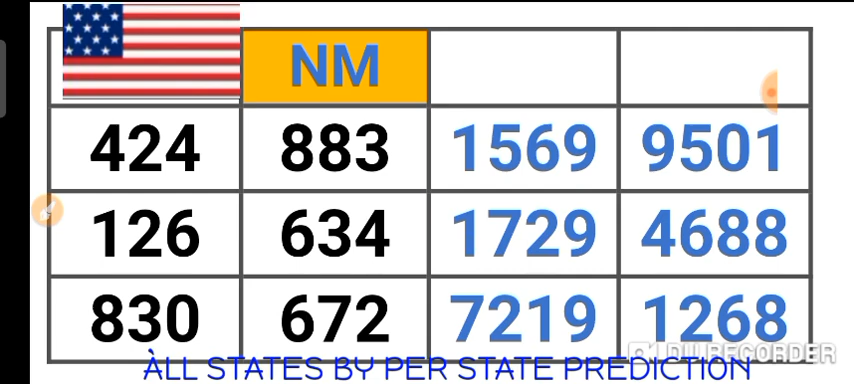 NM
424 883 1569 9501
126 634 1729 4688
830 672 7219 1268
DU RECORDER
ÀLL STATES BY PER STATE PREDICTION